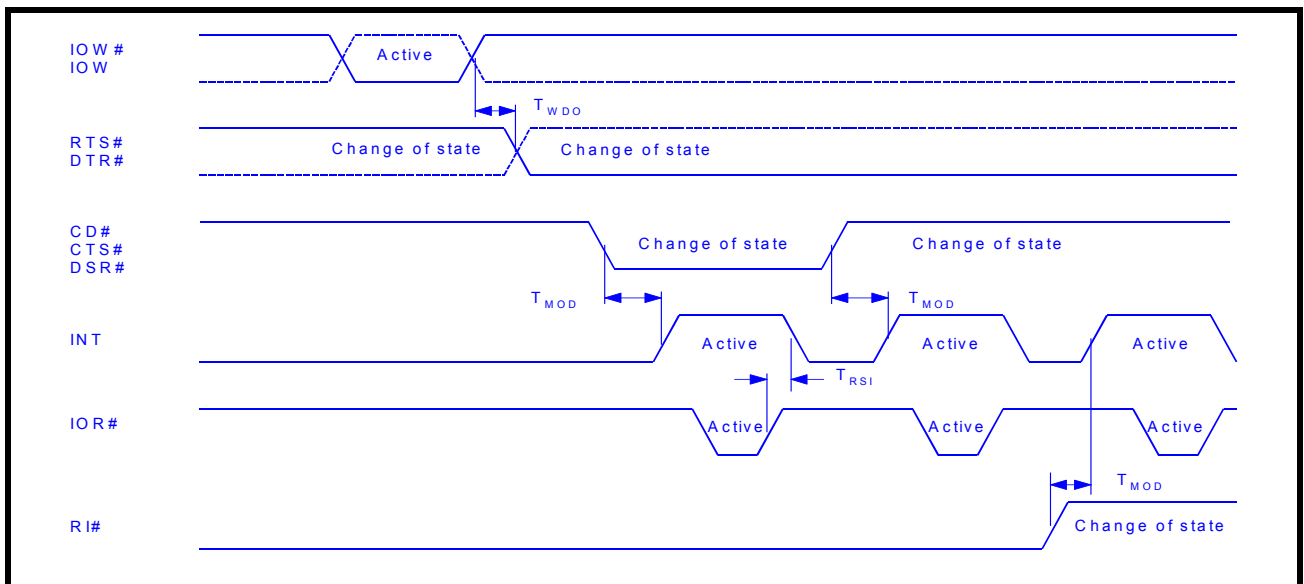 IOW#
IOW
Active
TWDO
RTS#
DTR#
Change of state
Change of state
CD#
CTS#
DSR#
Change of state
Change of state
TMOD
TMOD
INT
Active
Active
Active
TRSI
IOR#
Active
Active
Active
TMOD
RI#
Change of state